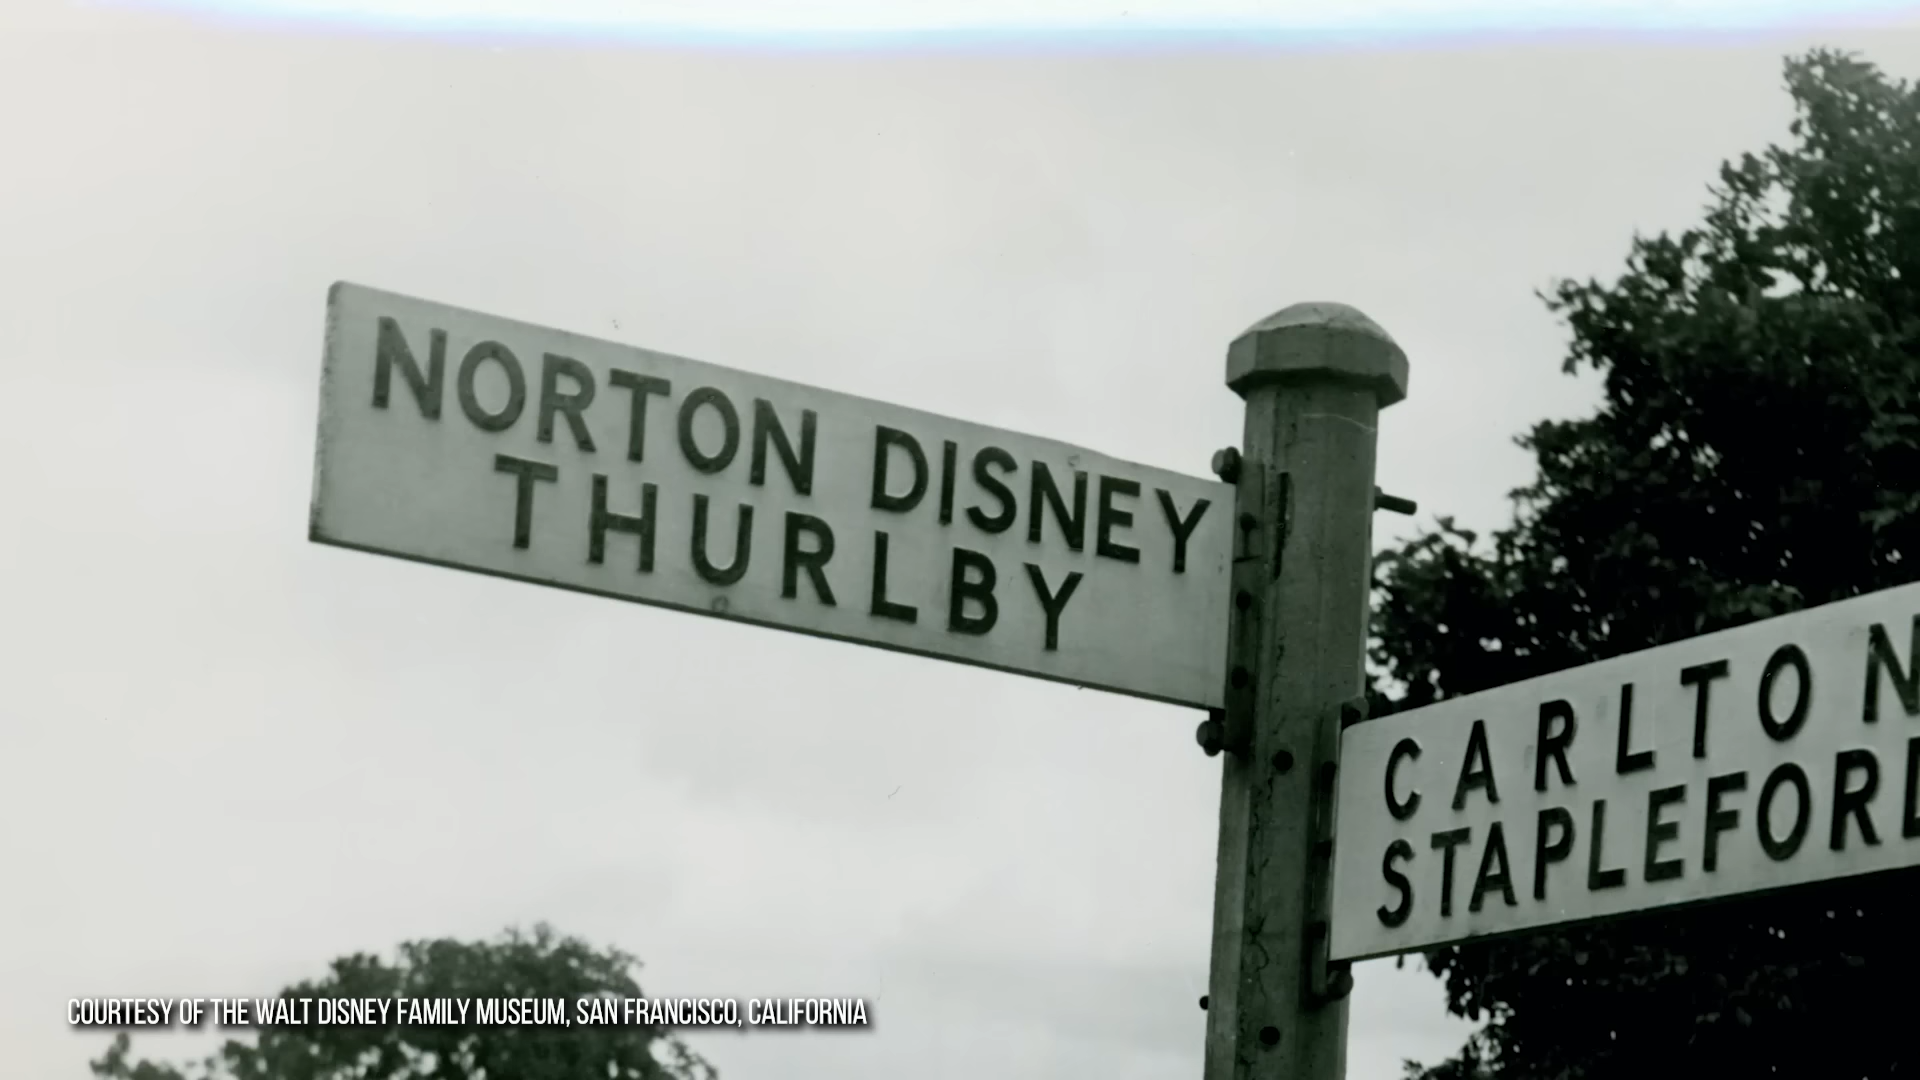 NORTON DISNEY
THURLBY
CARLTON
STAPLEFORD
COURTESY OF THE WALT DISNEY FAMILY MUSEUM, SAN FRANCISCO, CALIFORNIA